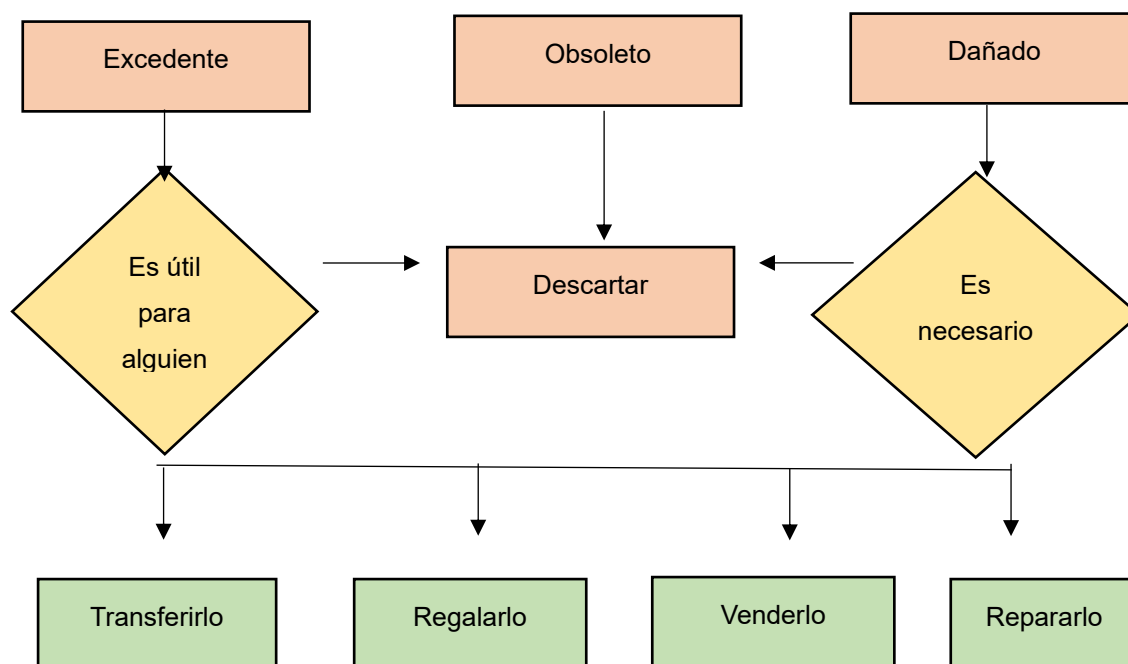 Excedente
Obsoleto
Dañado
Es útil
para
alguien
Descartar
Es
necesario
Transferirlo
Regalarlo
Venderlo
Repararlo